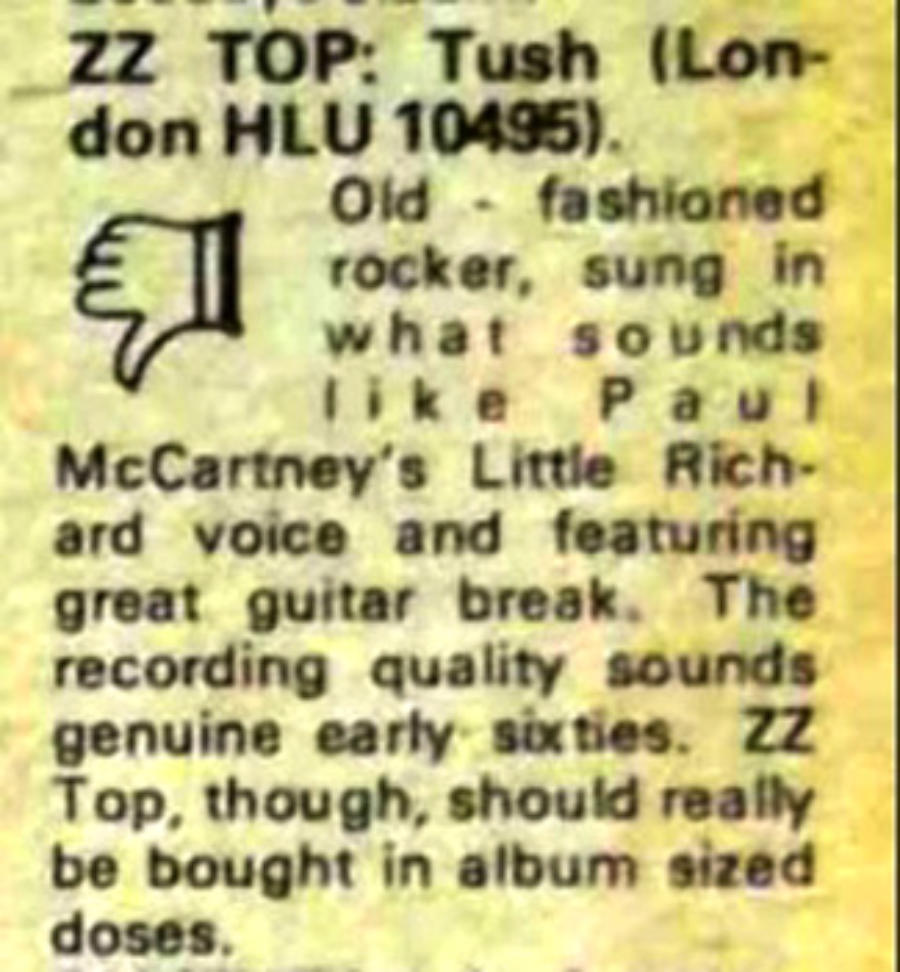 ZZ TOP: Tush (Lon-
don HLU 10495).
Old - fashioned
rocker, sung in
what sounds
like Paul
McCartney's Little Rich-
ard voice and featuring
great guitar break. The
recording quality sounds
genuine early sixties. ZZ
Top, though, should really
be bought in album sized
doses.